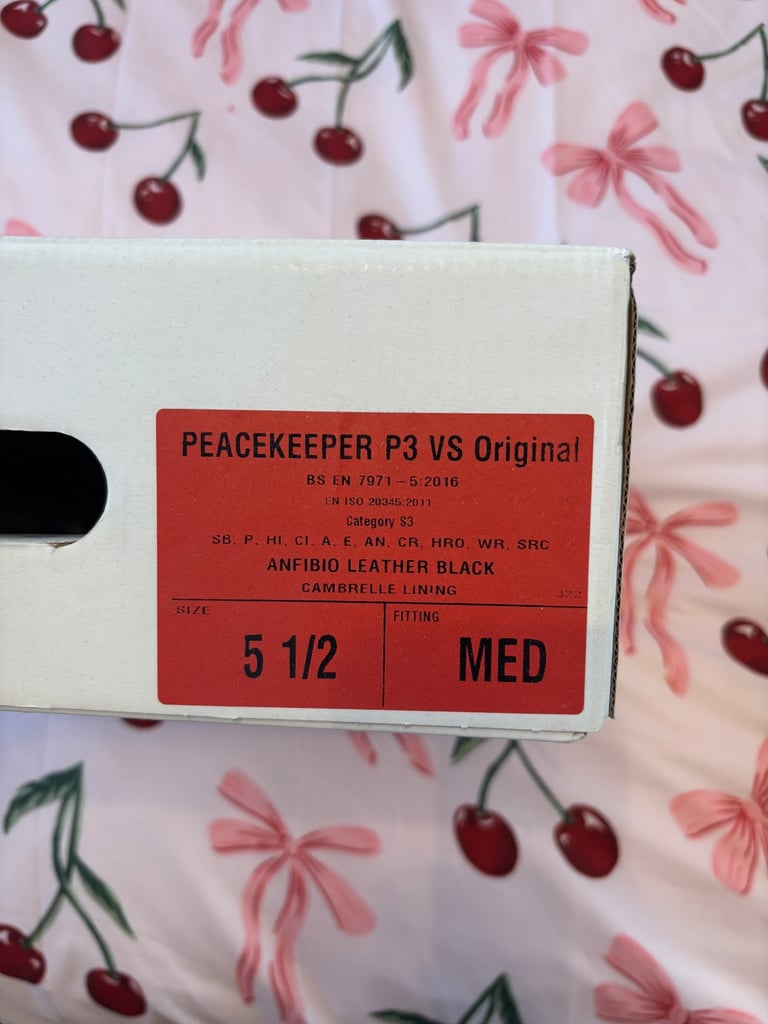 PEACEKEEPER P3 VS Original
BS EN 7971-5:2016
EN ISO 20345:2011
Category S3
SB, P, HI, CI, A, E, AN, CR, HRO, WR, SRC
ANFIBIO LEATHER BLACK
CAMBRELLE LINING
322
SIZE
FITTING
5 1/2
MED